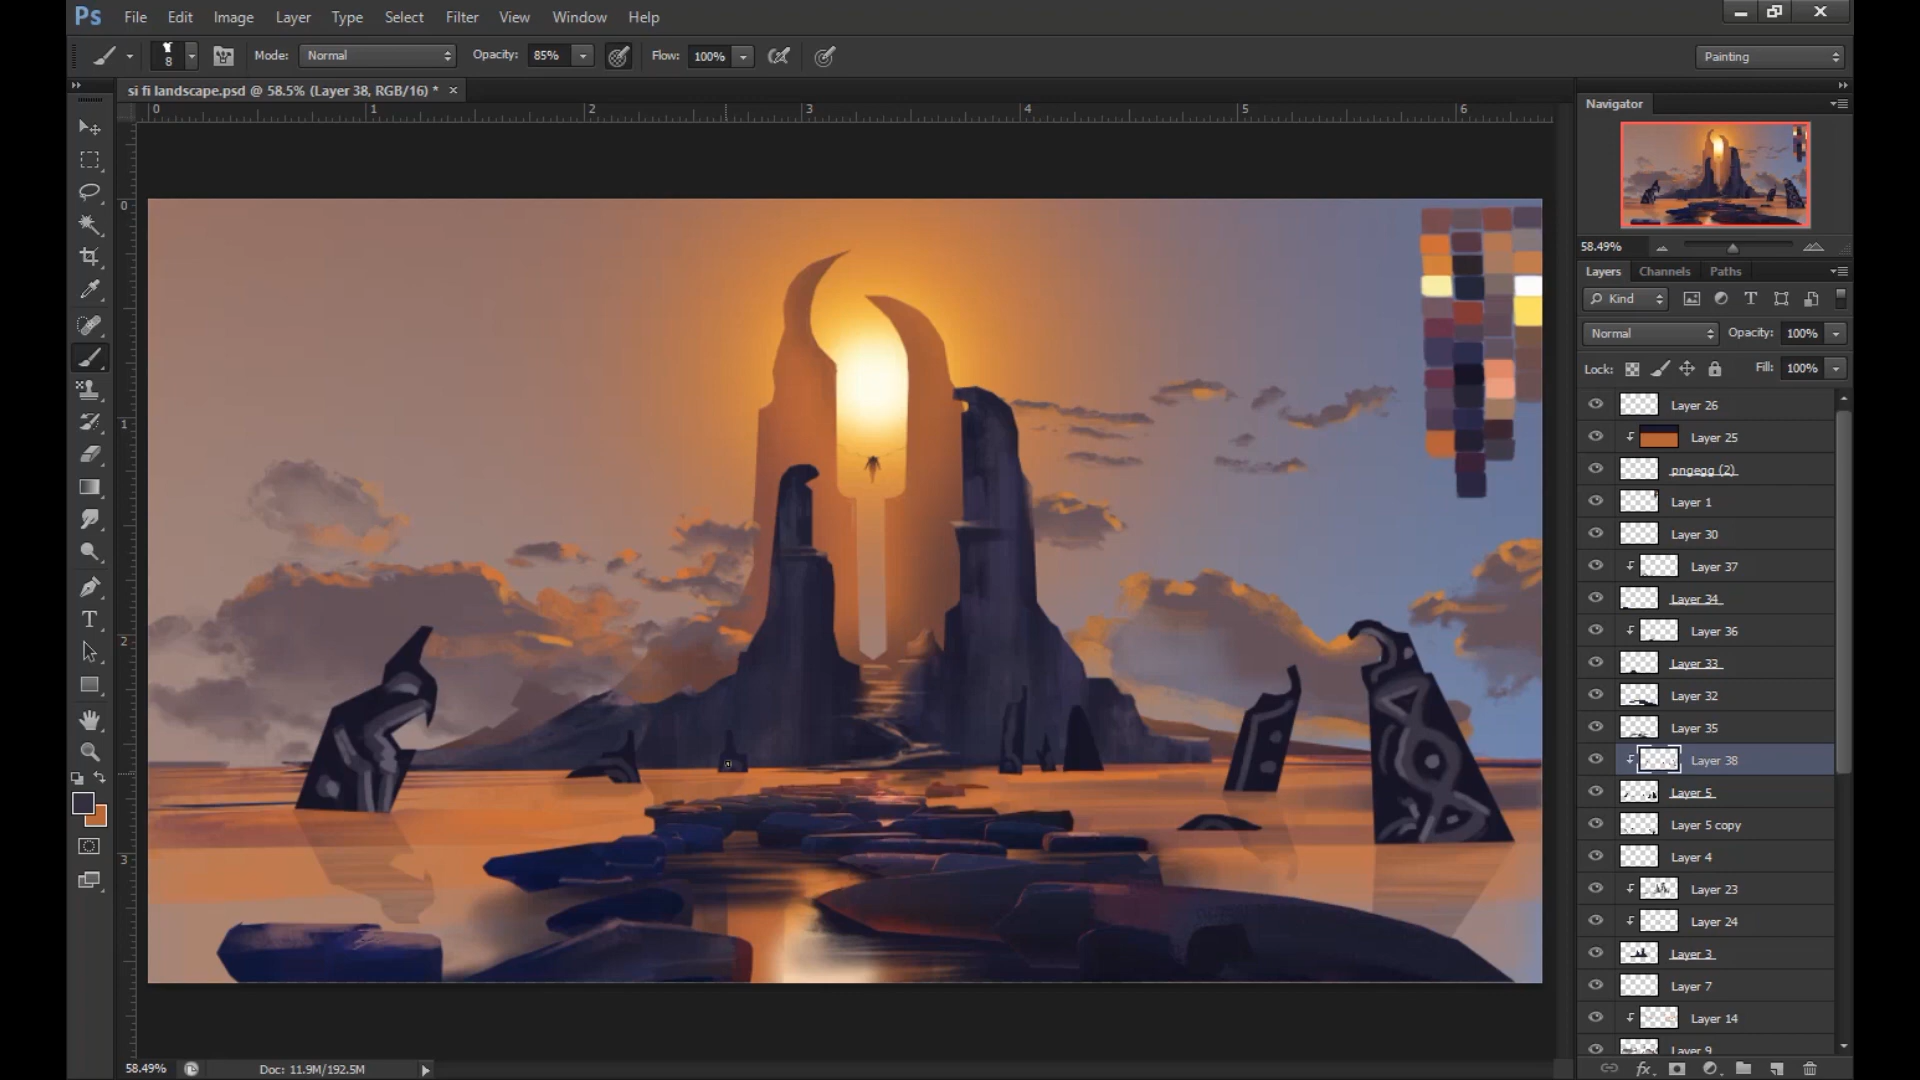 Ps File Edit Image Layer Type Select Filter View Window Help
8 Mode: Normal Opacity: 85% Flow: 100% Painting
si fi landscape.psd @ 58.5% (Layer 38, RGB/16) * ×
0 1 2 3 4 5 6
0
1
2
3
Navigator
58.49%
Layers Channels Paths
Kind
Normal Opacity: 100%
Lock: Fill: 100%
Layer 26
Layer 25
pngegg (2)
Layer 1
Layer 30
Layer 37
Layer 34
Layer 36
Layer 33
Layer 32
Layer 35
Layer 38
Layer 5
Layer 5 copy
Layer 4
Layer 23
Layer 24
Layer 3
Layer 7
Layer 14
Layer 9
58.49% Doc: 11.9M/192.5M